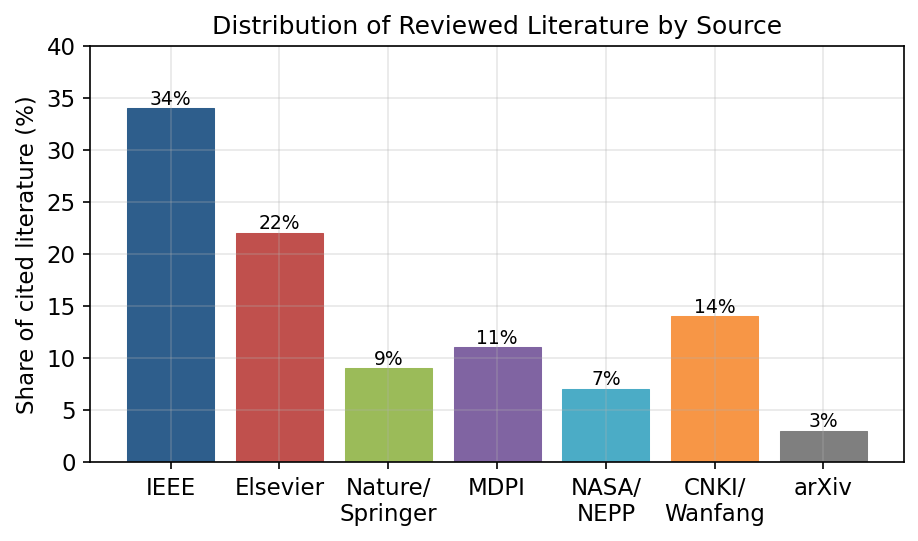 Distribution of Reviewed Literature by Source
Share of cited literature (%)
40
35
30
25
20
15
10
5
0
34%
22%
9%
11%
7%
14%
3%
IEEE
Elsevier
Nature/
Springer
MDPI
NASA/
NEPP
CNKI/
Wanfang
arXiv